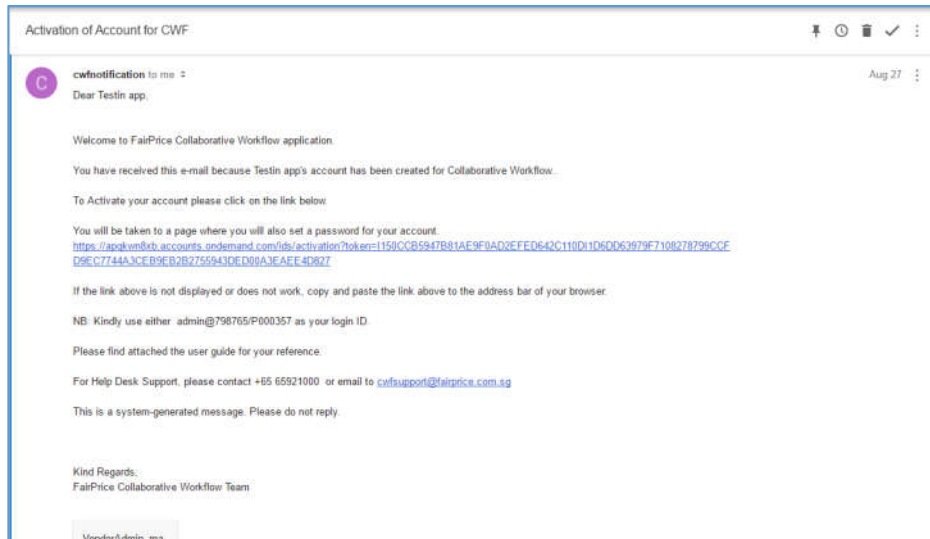 Activation of Account for CWF
cwfnotification to me
Aug 27
C
Dear Testin app,
Welcome to FairPrice Collaborative Workflow application.
You have received this e-mail because Testin app's account has been created for Collaborative Workflow..
To Activate your account please click on the link below.
You will be taken to a page where you will also set a password for your account.
https://apqkwn8xb.accounts.ondemand.com/ids/activation?token=I150CCB5947B81AE9F0AD2EFED642C110DI1D6DD63979F7108278799CCF
D9EC7744A3CEB9EB2B2755943DED00A3EAEE4D827
If the link above is not displayed or does not work, copy and paste the link above to the address bar of your browser.
NB: Kindly use either admin@798765/P000357 as your login ID.
Please find attached the user guide for your reference.
For Help Desk Support, please contact +65 65921000 or email to cwfsupport@fairprice.com.sg
This is a system-generated message. Please do not reply.
Kind Regards,
FairPrice Collaborative Workflow Team
VendorAdmin_ma